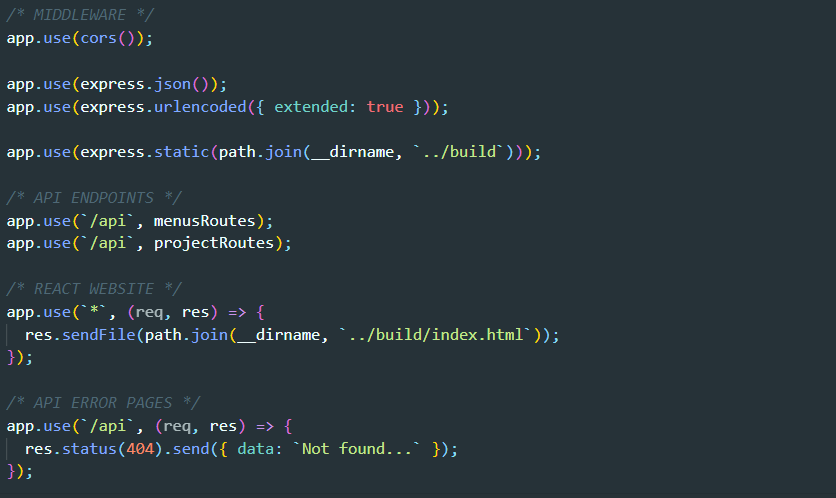 /* MIDDLEWARE */
app.use(cors());
app.use(express.json());
app.use(express.urlencoded({ extended: true }));
app.use(express.static(path.join(__dirname, `../build`)));
/* API ENDPOINTS */
app.use(`/api`, menusRoutes);
app.use(`/api`, projectRoutes);
/* REACT WEBSITE */
app.use(`*`, (req, res) => {
  res.sendFile(path.join(__dirname, `../build/index.html`));
});
/* API ERROR PAGES */
app.use(`/api`, (req, res) => {
  res.status(404).send({ data: `Not found...` });
});